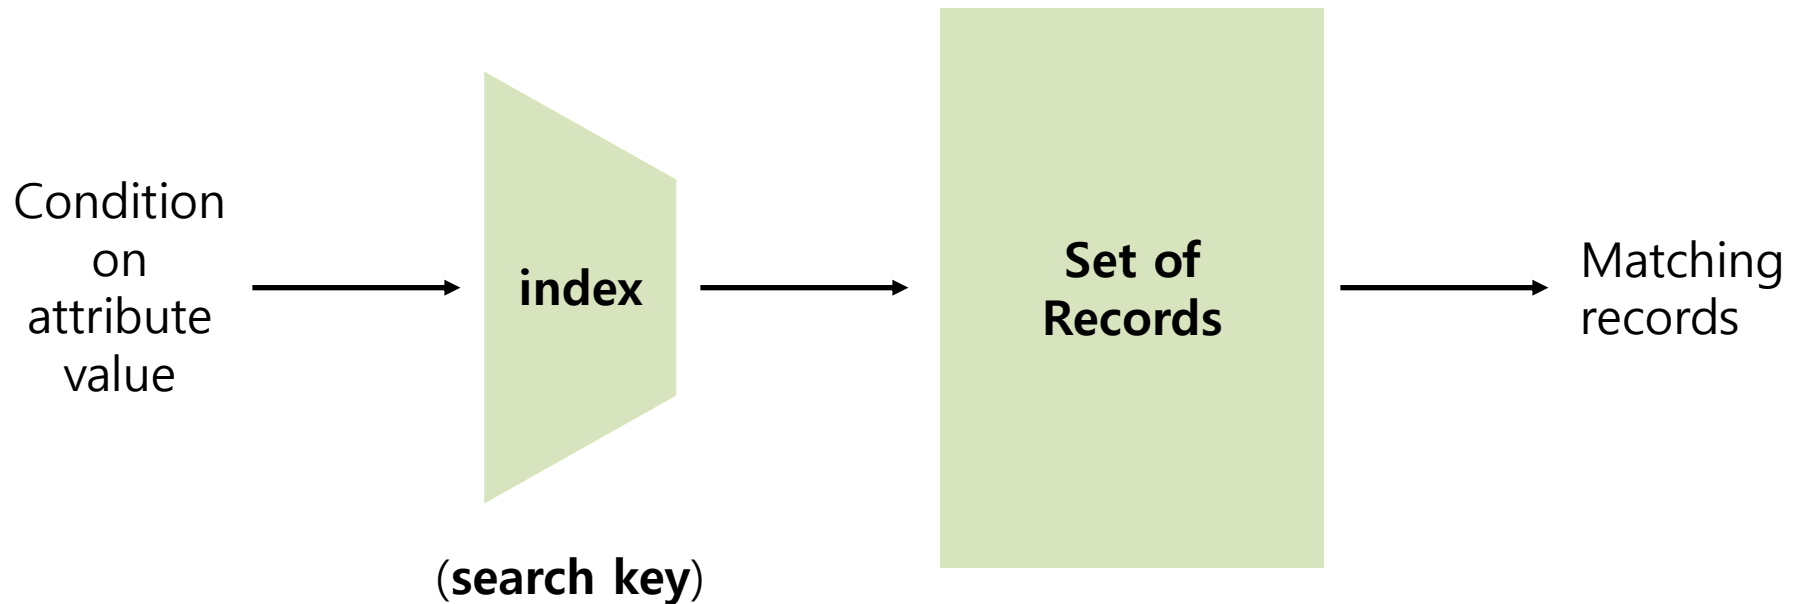 Condition
on
attribute
value
index
(search key)
Set of
Records
Matching
records